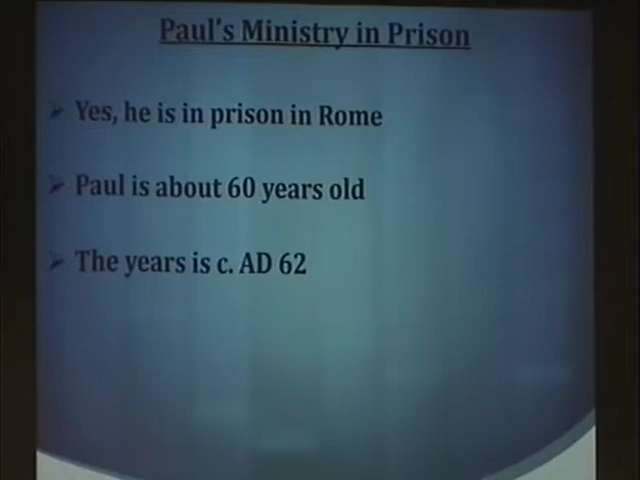 Paul's Ministry in Prison
Yes, he is in prison in Rome
Paul is about 60 years old
The years is c. AD 62